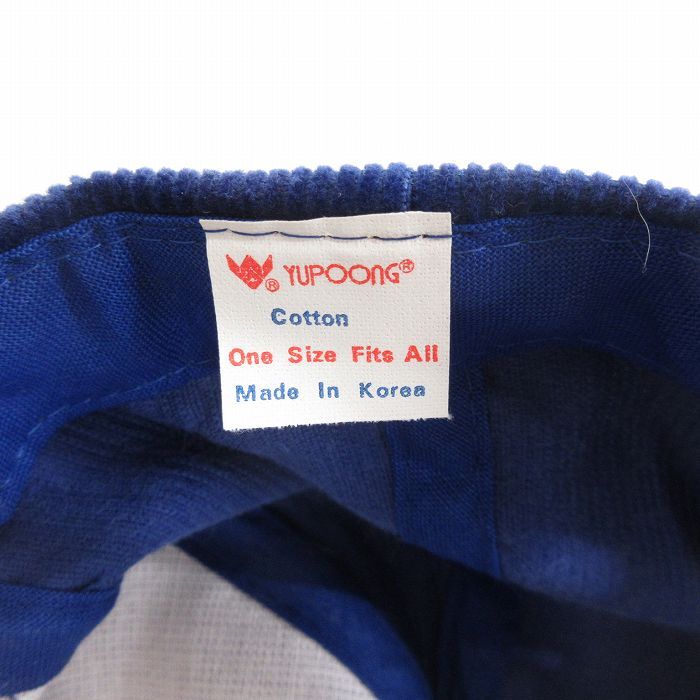 ® YUPOONG®
Cotton
One Size Fits All
Made In Korea